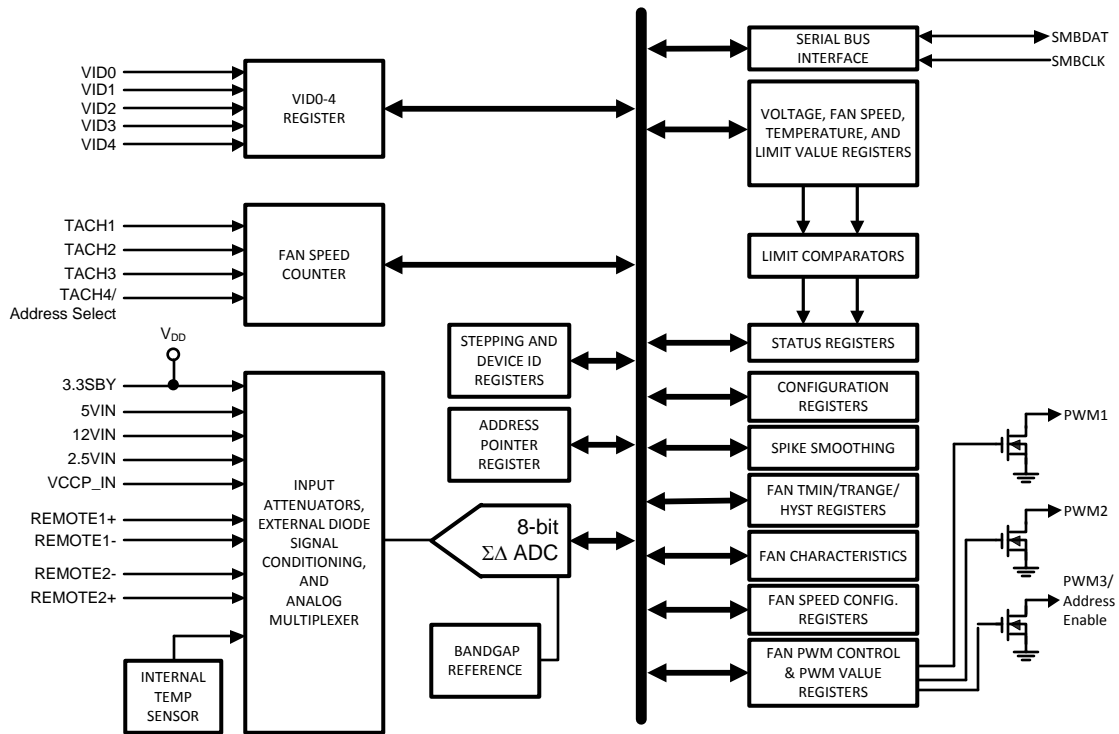 VID0
VID1
VID2
VID3
VID4
VID0-4
REGISTER
TACH1
TACH2
TACH3
TACH4/
Address Select
FAN SPEED
COUNTER
VDD
3.3SBY
5VIN
12VIN
2.5VIN
VCCP_IN
REMOTE1+
REMOTE1-
REMOTE2-
REMOTE2+
INTERNAL
TEMP
SENSOR
INPUT
ATTENUATORS,
EXTERNAL DIODE
SIGNAL
CONDITIONING,
AND
ANALOG
MULTIPLEXER
STEPPING AND
DEVICE ID
REGISTERS
ADDRESS
POINTER
REGISTER
8-bit
ΣΔ ADC
BANDGAP
REFERENCE
SERIAL BUS
INTERFACE
SMBDAT
SMBCLK
VOLTAGE, FAN SPEED,
TEMPERATURE, AND
LIMIT VALUE REGISTERS
LIMIT COMPARATORS
STATUS REGISTERS
CONFIGURATION
REGISTERS
SPIKE SMOOTHING
FAN TMIN/TRANGE/
HYST REGISTERS
FAN CHARACTERISTICS
FAN SPEED CONFIG.
REGISTERS
FAN PWM CONTROL
& PWM VALUE
REGISTERS
PWM1
PWM2
PWM3/
Address
Enable